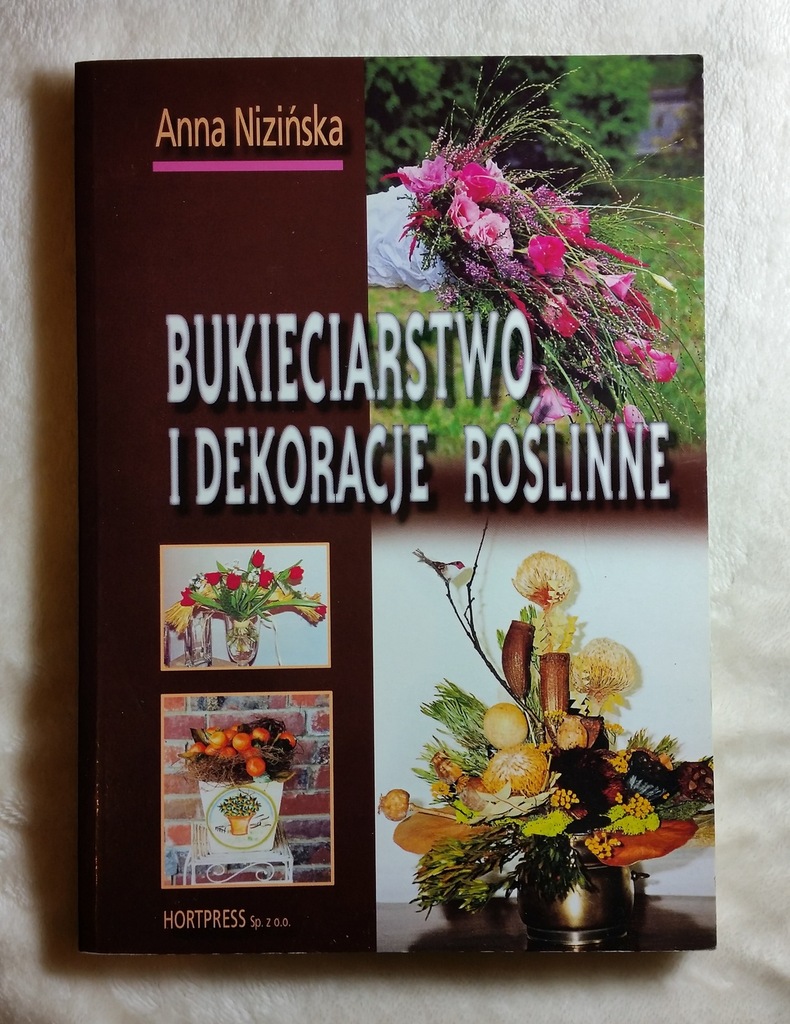 Anna Nizińska
BUKIECIARSTWO
I DEKORACJE ROSLINNE
HORTPRESS Sp. z o.o.